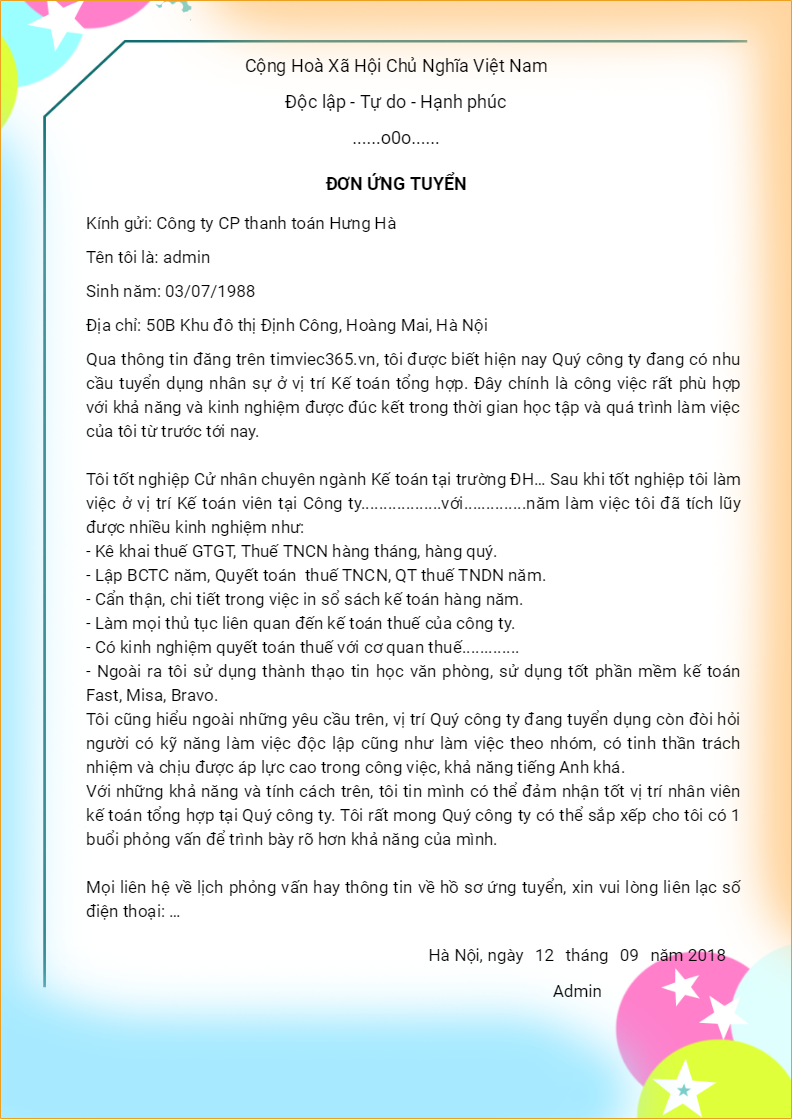 Cộng Hoà Xã Hội Chủ Nghĩa Việt Nam
Độc lập - Tự do - Hạnh phúc
......o0o......
ĐƠN ỨNG TUYỂN
Kính gửi: Công ty CP thanh toán Hưng Hà
Tên tôi là: admin
Sinh năm: 03/07/1988
Địa chỉ: 50B Khu đô thị Định Công, Hoàng Mai, Hà Nội
Qua thông tin đăng trên timviec365.vn, tôi được biết hiện nay Quý công ty đang có nhu
cầu tuyển dụng nhân sự ở vị trí Kế toán tổng hợp. Đây chính là công việc rất phù hợp
với khả năng và kinh nghiệm được đúc kết trong thời gian học tập và quá trình làm việc
của tôi từ trước tới nay.
Tôi tốt nghiệp Cử nhân chuyên ngành Kế toán tại trường ĐH… Sau khi tốt nghiệp tôi làm
việc ở vị trí Kế toán viên tại Công ty..................với..............năm làm việc tôi đã tích lũy
được nhiều kinh nghiệm như:
- Kê khai thuế GTGT, Thuế TNCN hàng tháng, hàng quý.
- Lập BCTC năm, Quyết toán  thuế TNCN, QT thuế TNDN năm.
- Cẩn thận, chi tiết trong việc in sổ sách kế toán hàng năm.
- Làm mọi thủ tục liên quan đến kế toán thuế của công ty.
- Có kinh nghiệm quyết toán thuế với cơ quan thuế.............
- Ngoài ra tôi sử dụng thành thạo tin học văn phòng, sử dụng tốt phần mềm kế toán
Fast, Misa, Bravo.
Tôi cũng hiểu ngoài những yêu cầu trên, vị trí Quý công ty đang tuyển dụng còn đòi hỏi
người có kỹ năng làm việc độc lập cũng như làm việc theo nhóm, có tinh thần trách
nhiệm và chịu được áp lực cao trong công việc, khả năng tiếng Anh khá.
Với những khả năng và tính cách trên, tôi tin mình có thể đảm nhận tốt vị trí nhân viên
kế toán tổng hợp tại Quý công ty. Tôi rất mong Quý công ty có thể sắp xếp cho tôi có 1
buổi phỏng vấn để trình bày rõ hơn khả năng của mình.
Mọi liên hệ về lịch phỏng vấn hay thông tin về hồ sơ ứng tuyển, xin vui lòng liên lạc số
điện thoại: …
Hà Nội, ngày 12 tháng 09 năm 2018
Admin